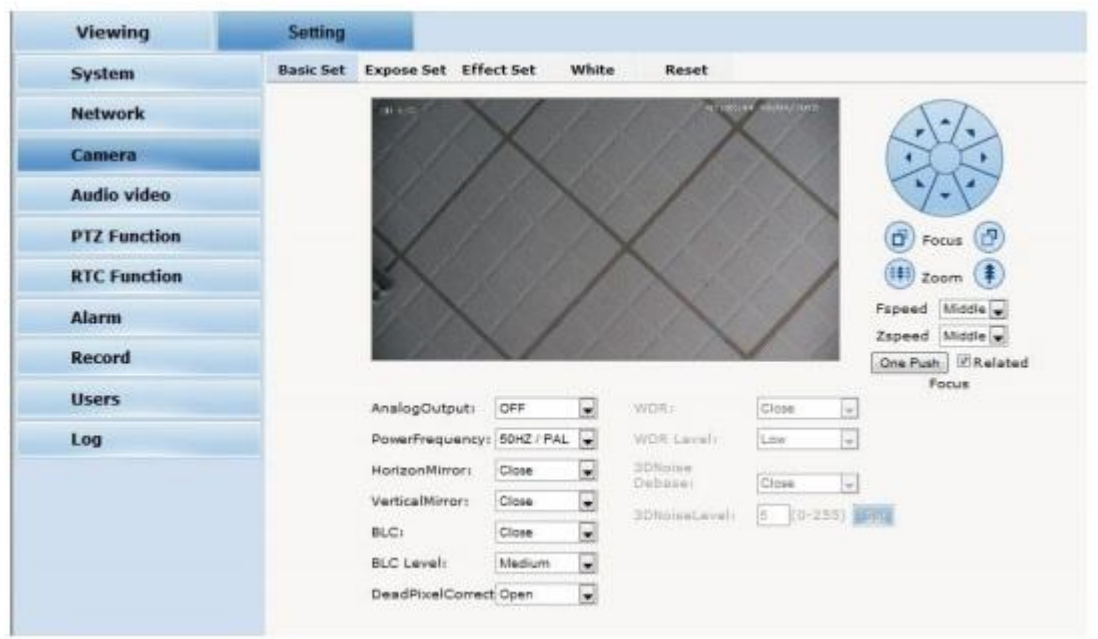 Viewing Setting
System
Network
Camera
Audio video
PTZ Function
RTC Function
Alarm
Record
Users
Log
Basic Set Expose Set Effect Set White Reset
Focus
Zoom
Fspeed Middle
Zspeed Middle
One Push Related
Focus
AnalogOutput: OFF
PowerFrequency: 50HZ / PAL
HorizonMirror: Close
VerticalMirror: Close
BLC: Close
BLC Level: Medium
DeadPixelCorrect Open
WDR: Close
WDR Level: Low
3DNoise
Debase: Close
3DNoiseLevel: 5 (0-255)